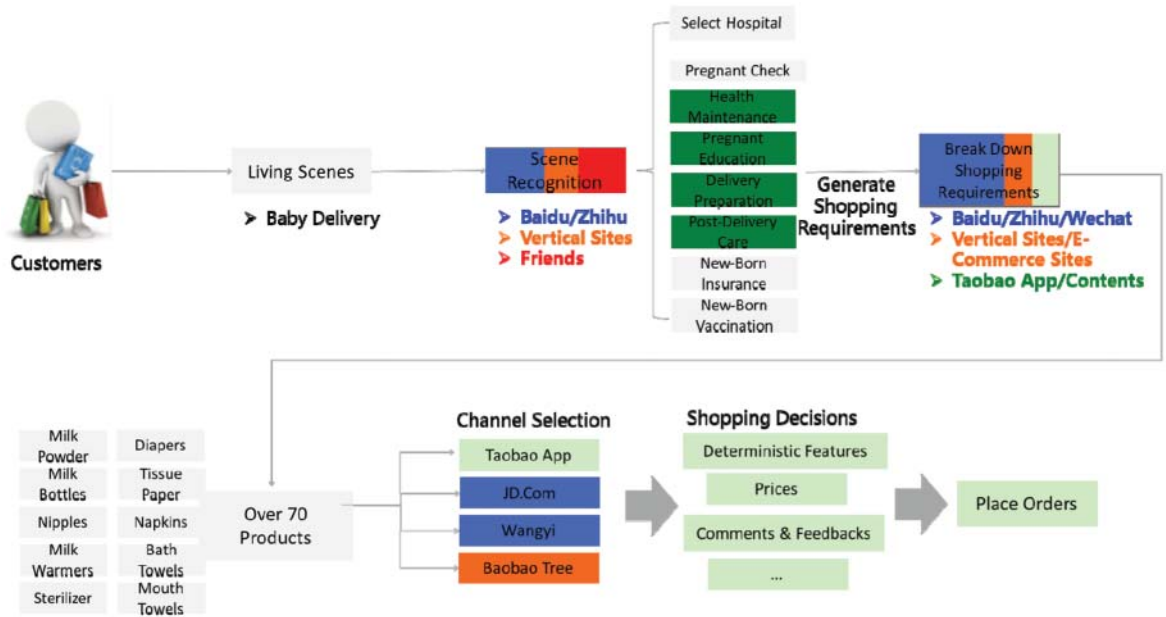 Customers
Living Scenes
➤ Baby Delivery
Scene
Recognition
➤ Baidu/Zhihu
➤ Vertical Sites
➤ Friends
Select Hospital
Pregnant Check
Health
Maintenance
Pregnant
Education
Delivery
Preparation
Post-Delivery
Care
New-Born
Insurance
New-Born
Vaccination
Generate
Shopping
Requirements
Break Down
Shopping
Requirements
➤ Baidu/Zhihu/Wechat
➤ Vertical Sites/E-
Commerce Sites
➤ Taobao App/Contents
Milk
Powder
Diapers
Milk
Bottles
Tissue
Paper
Nipples
Napkins
Milk
Warmers
Bath
Towels
Sterilizer
Mouth
Towels
Over 70
Products
Channel Selection
Taobao App
JD.Com
Wangyi
Baobao Tree
Shopping Decisions
Deterministic Features
Prices
Comments & Feedbacks
...
Place Orders